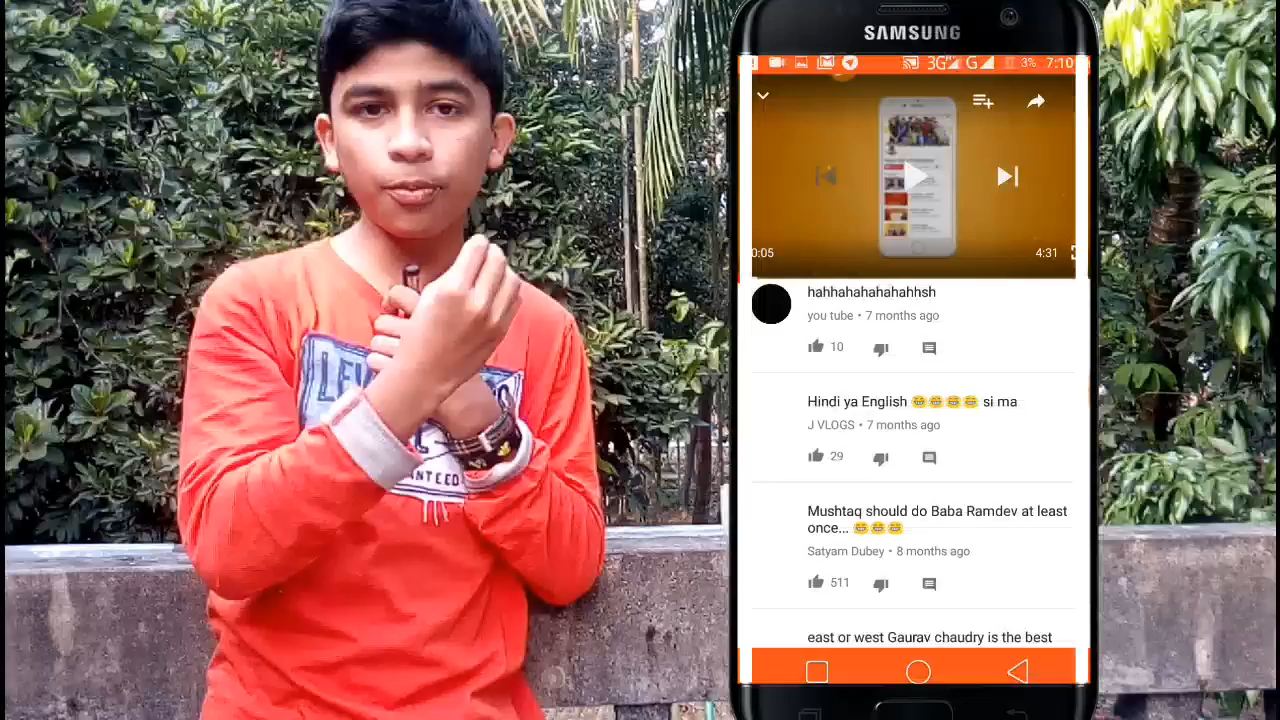 SAMSUNG
3G G 3% 7:10
0:05 4:31
hahhahahahahahhsh
you tube • 7 months ago
10
Hindi ya English 😂😂😂😂 si ma
J VLOGS • 7 months ago
29
Mushtaq should do Baba Ramdev at least
once... 😂😂😂
Satyam Dubey • 8 months ago
511
east or west Gaurav chaudry is the best